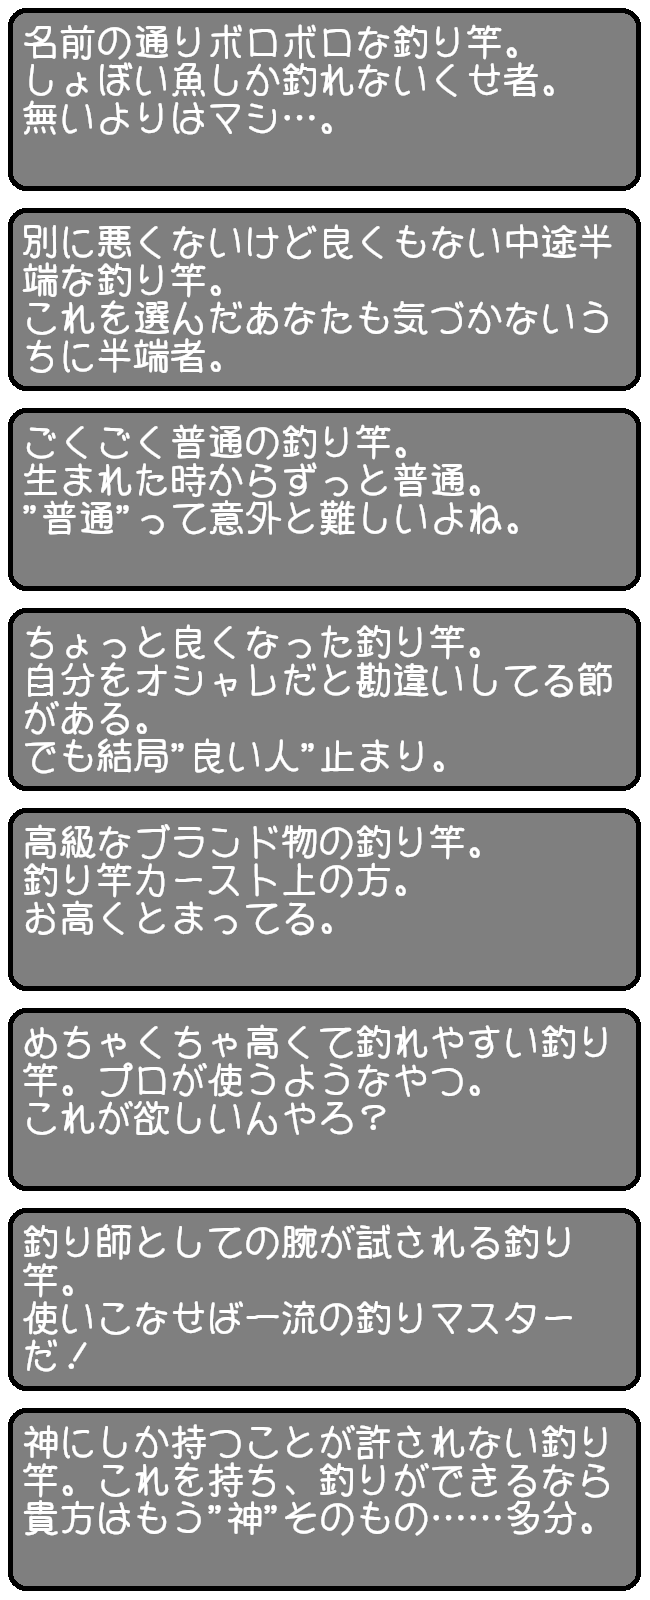 名前の通りボロボロな釣り竿。
しょぼい魚しか釣れないくせ者。
無いよりはマシ…。
別に悪くないけど良くもない中途半
端な釣り竿。
これを選んだあなたも気づかないう
ちに半端者。
ごくごく普通の釣り竿。
生まれた時からずっと普通。
”普通”って意外と難しいよね。
ちょっと良くなった釣り竿。
自分をオシャレだと勘違いしてる節
がある。
でも結局”良い人”止まり。
高級なブランド物の釣り竿。
釣り竿カースト上の方。
お高くとまってる。
めちゃくちゃ高くて釣れやすい釣り
竿。プロが使うようなやつ。
これが欲しいんやろ？
釣り師としての腕が試される釣り
竿。
使いこなせば一流の釣りマスター
だ！
神にしか持つことが許されない釣り
竿。これを持ち、釣りができるなら
貴方はもう”神”そのもの……多分。